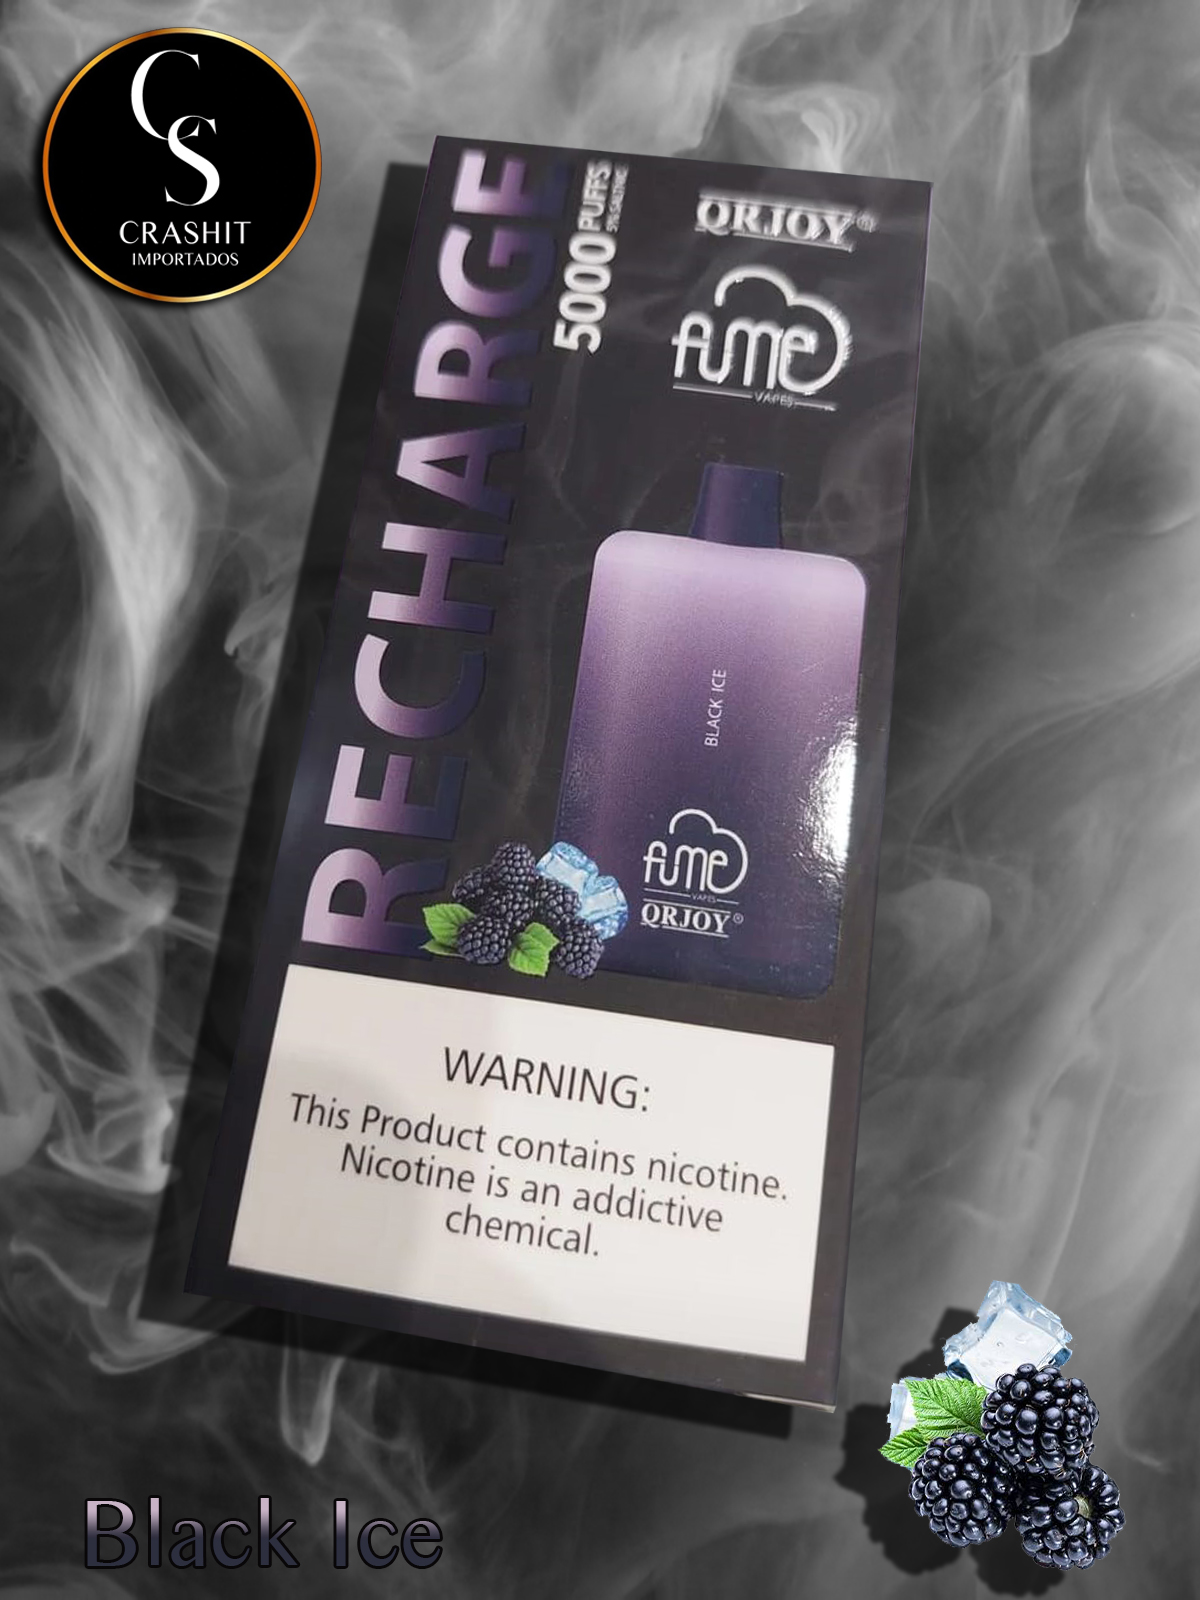 CS
CRASHIT
IMPORTADOS
RECHARGE
5000 PUFFS
QRJOY®
fume
VAPES
BLACK ICE
fume
VAPES
QRJOY®
WARNING:
This Product contains nicotine.
Nicotine is an addictive
chemical.
Black Ice